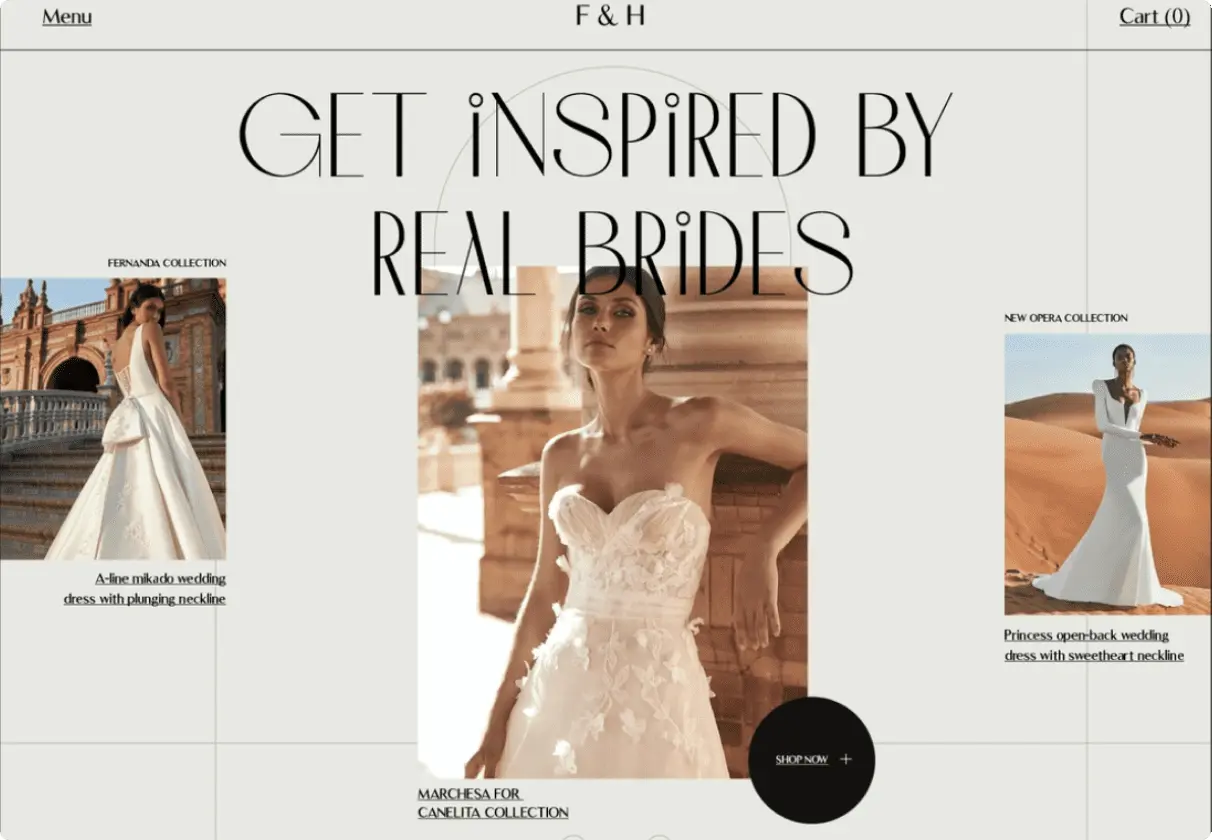 Menu
F & H
Cart (0)
GET iNSPiRED BY
REAL BRiDES
FERNANDA COLLECTION
A-line mikado wedding
dress with plunging neckline
NEW OPERA COLLECTION
Princess open-back wedding
dress with sweetheart neckline
SHOP NOW +
MARCHESA FOR
CANELITA COLLECTION